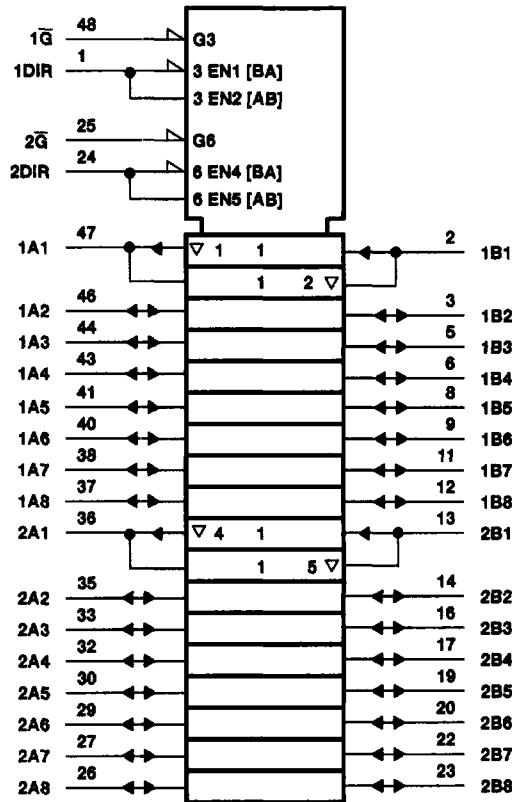 1G̅ 48 G3
1DIR 1 3 EN1 [BA]
3 EN2 [AB]
2G̅ 25 G6
2DIR 24 6 EN4 [BA]
6 EN5 [AB]
1A1 47 ▽ 1 1 2 1B1
1 2 ▽
1A2 46 3 1B2
1A3 44 5 1B3
1A4 43 6 1B4
1A5 41 8 1B5
1A6 40 9 1B6
1A7 38 11 1B7
1A8 37 12 1B8
2A1 36 ▽ 4 1 13 2B1
1 5 ▽
2A2 35 14 2B2
2A3 33 16 2B3
2A4 32 17 2B4
2A5 30 19 2B5
2A6 29 20 2B6
2A7 27 22 2B7
2A8 26 23 2B8